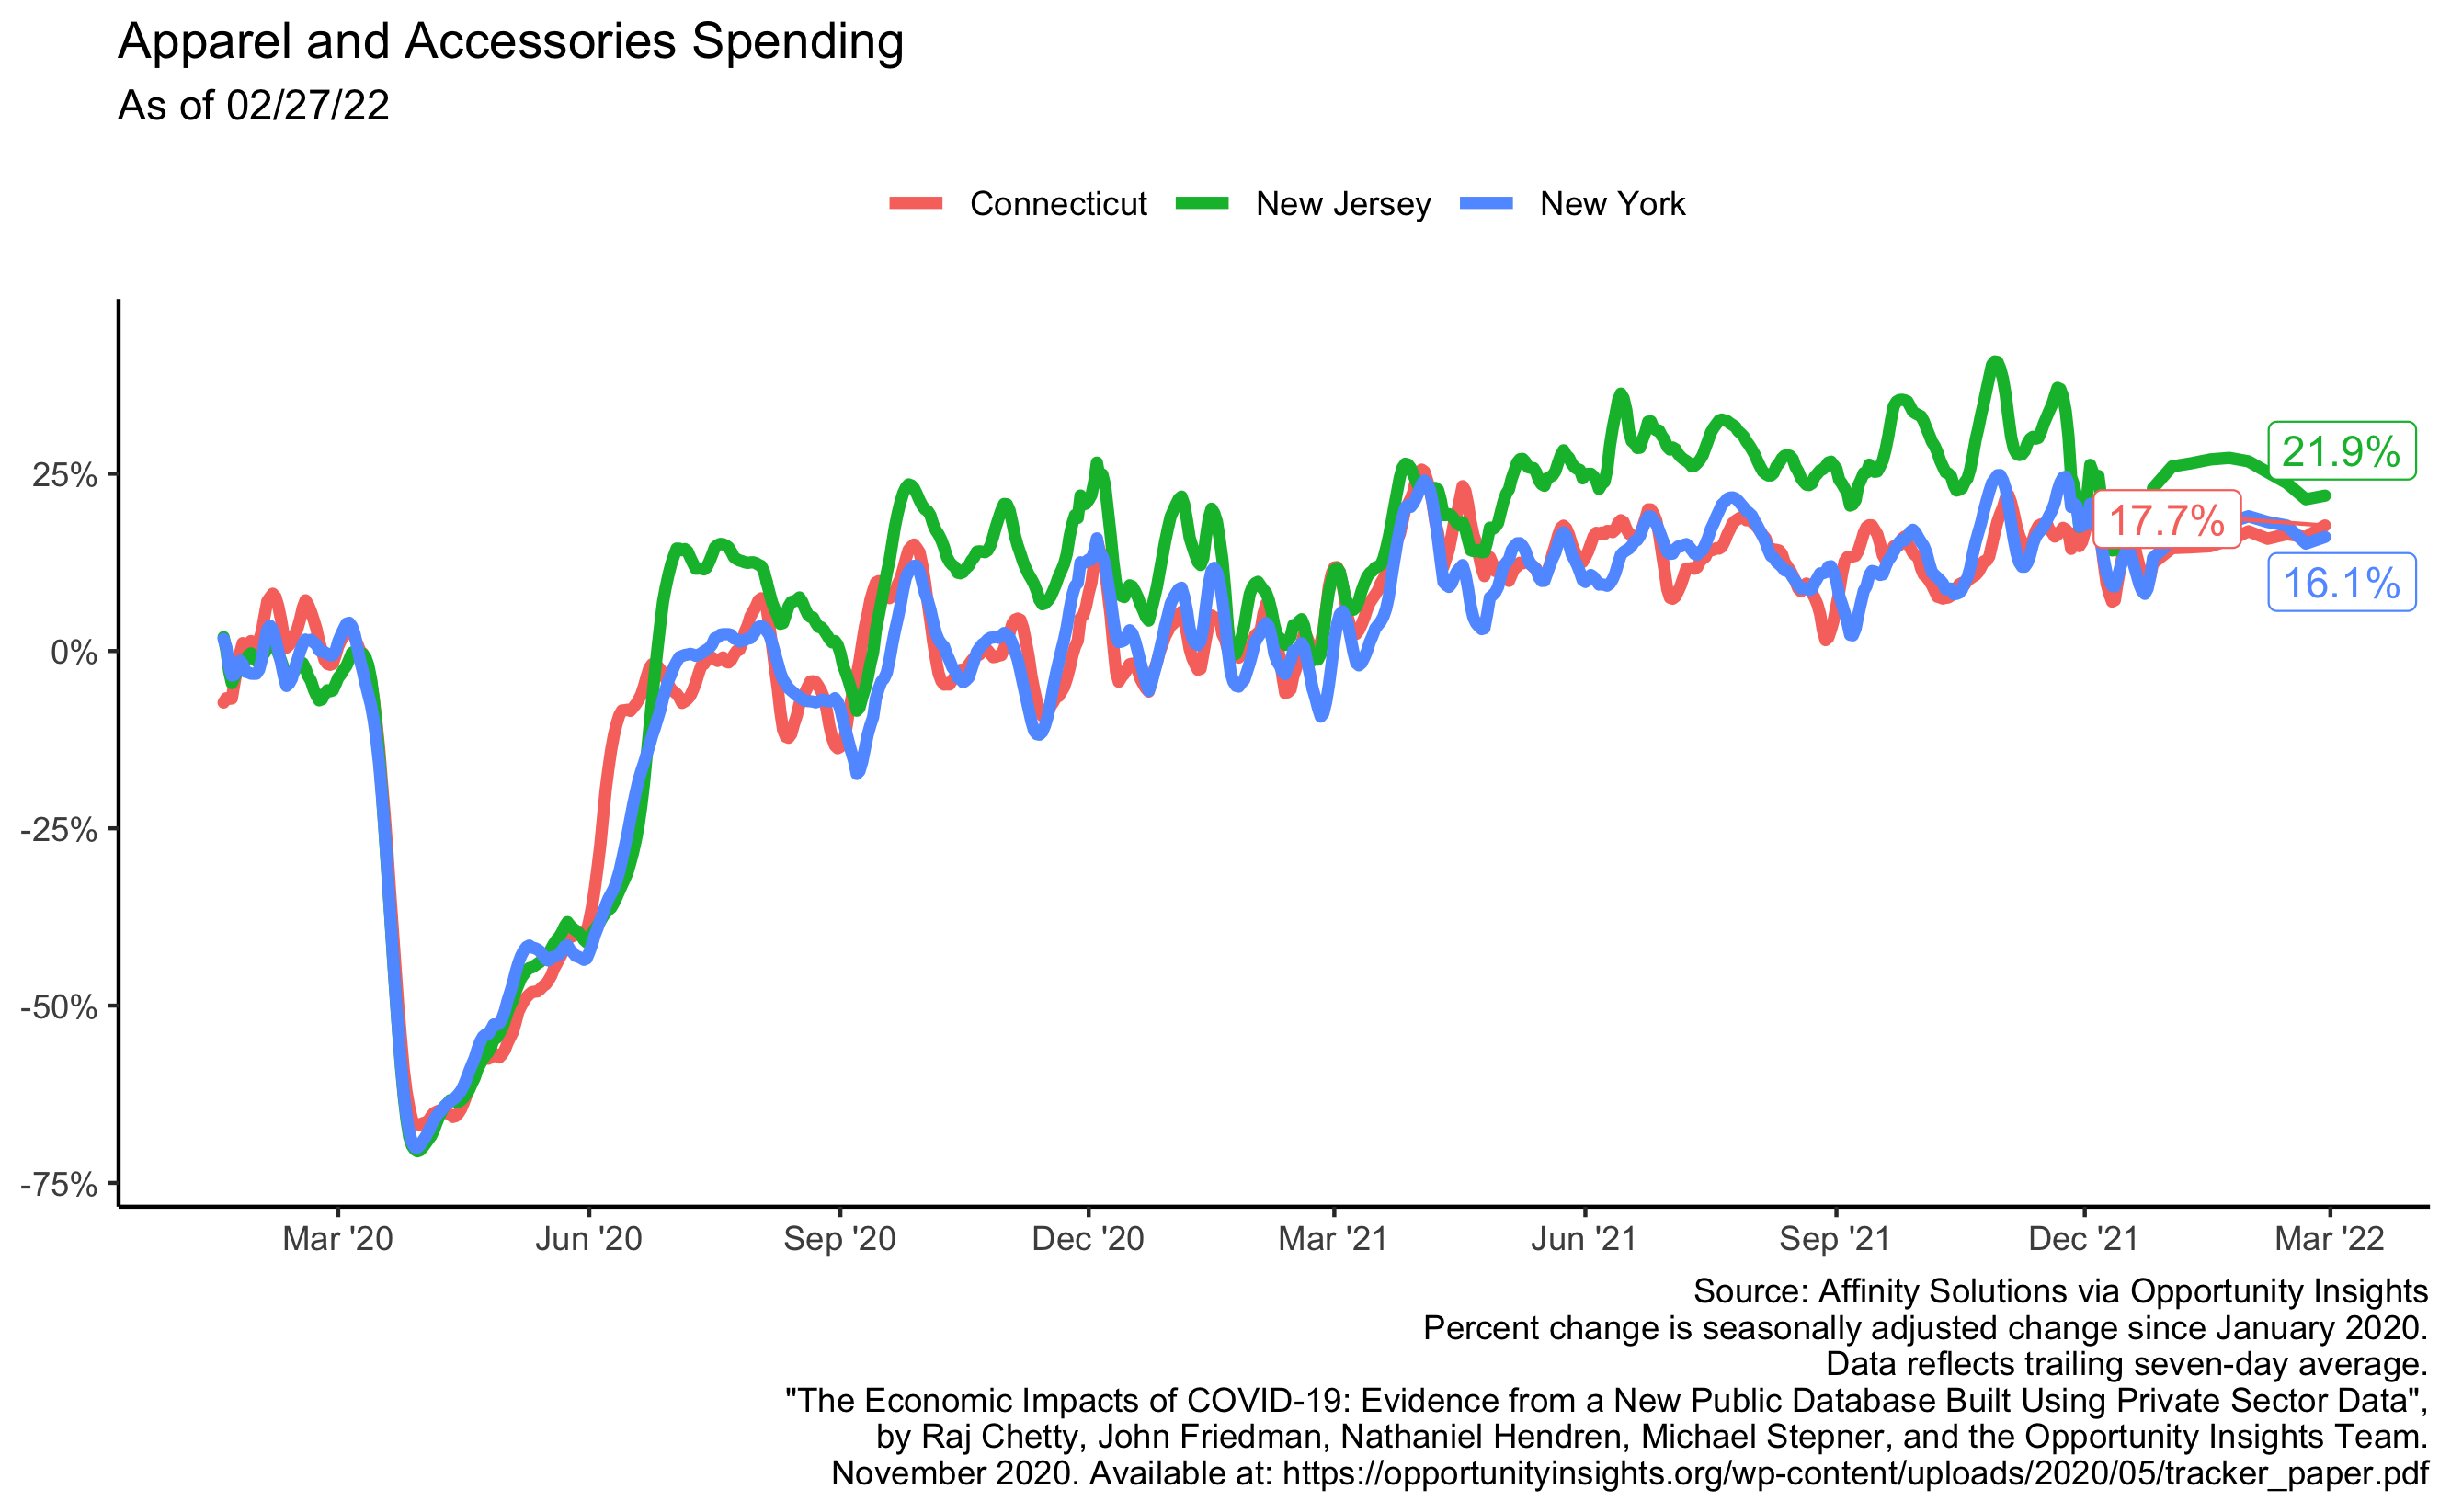 Apparel and Accessories Spending
As of 02/27/22
Connecticut New Jersey New York
25%
0%
-25%
-50%
-75%
21.9%
17.7%
16.1%
Mar '20 Jun '20 Sep '20 Dec '20 Mar '21 Jun '21 Sep '21 Dec '21 Mar '22
Source: Affinity Solutions via Opportunity Insights
Percent change is seasonally adjusted change since January 2020.
Data reflects trailing seven-day average.
"The Economic Impacts of COVID-19: Evidence from a New Public Database Built Using Private Sector Data",
by Raj Chetty, John Friedman, Nathaniel Hendren, Michael Stepner, and the Opportunity Insights Team.
November 2020. Available at: https://opportunityinsights.org/wp-content/uploads/2020/05/tracker_paper.pdf